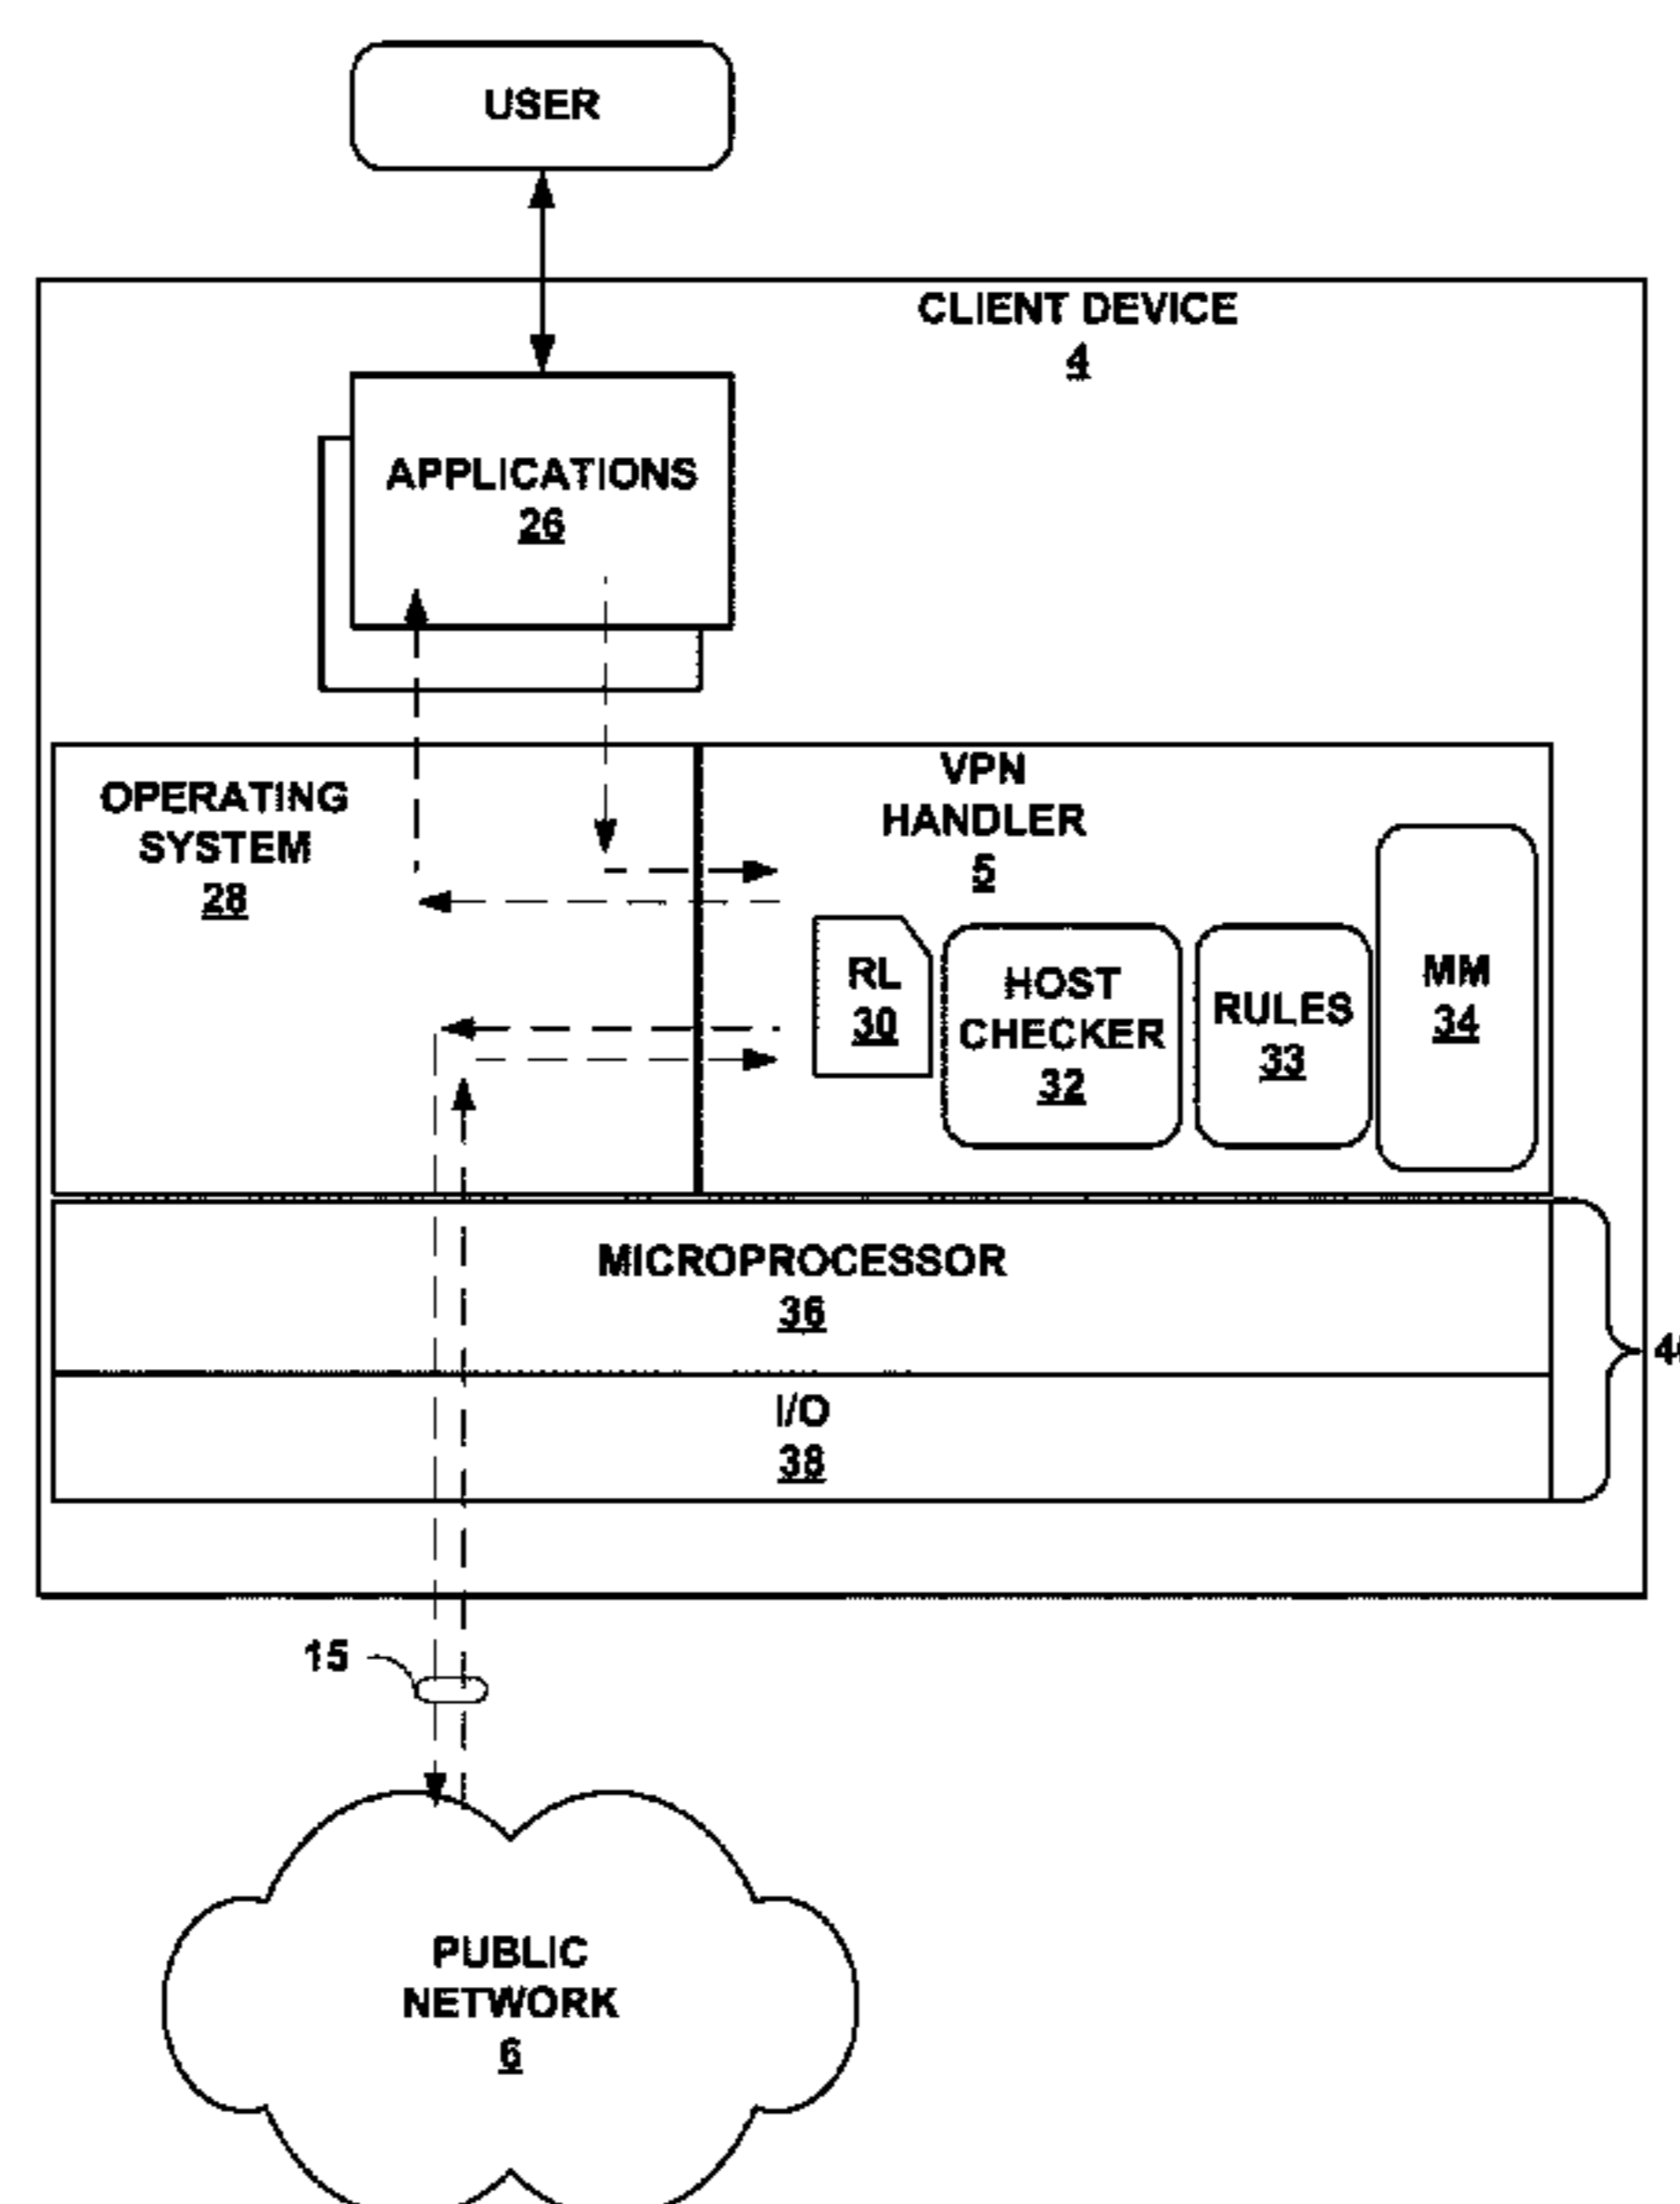 USER
CLIENT DEVICE
4
APPLICATIONS
26
OPERATING
SYSTEM
28
VPN
HANDLER
5
RL
30
HOST
CHECKER
32
RULES
33
MM
34
MICROPROCESSOR
36
I/O
38
15
PUBLIC
NETWORK
6